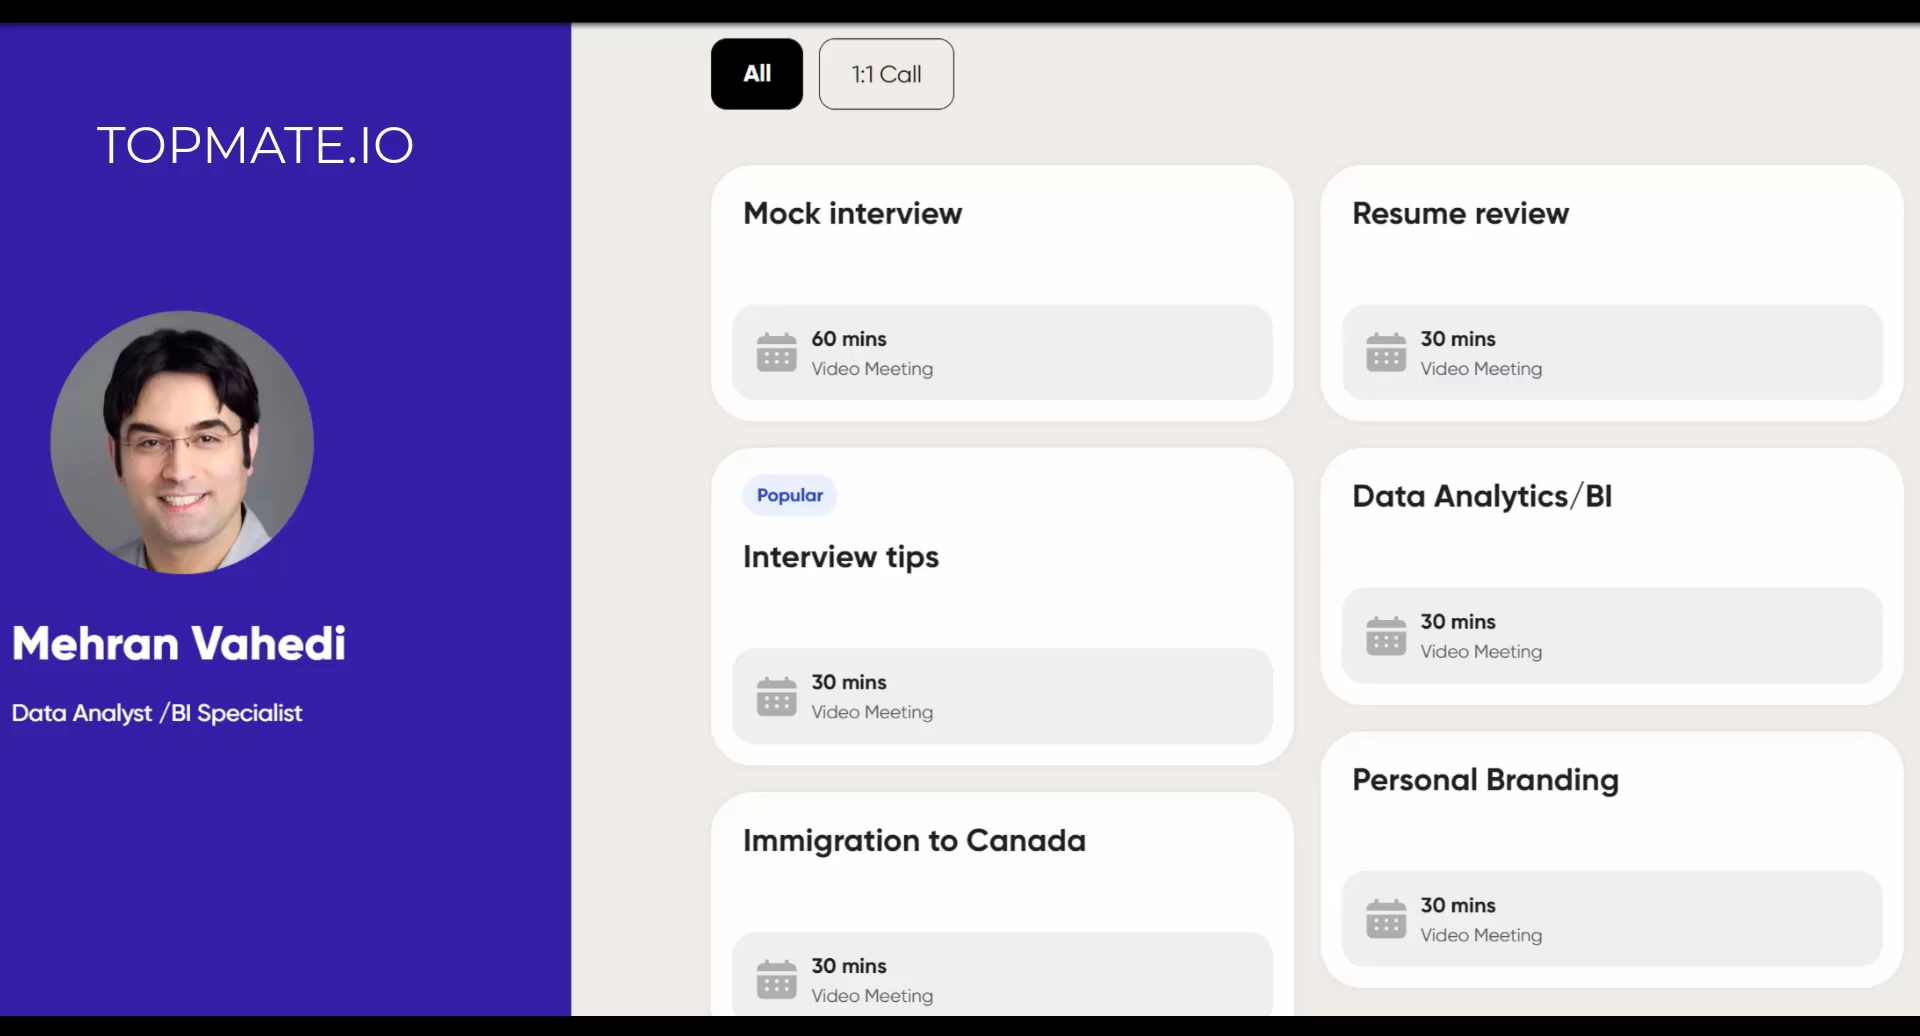 TOPMATE.IO
Mehran Vahedi
Data Analyst /BI Specialist
All
1:1 Call
Mock interview
60 mins
Video Meeting
Resume review
30 mins
Video Meeting
Popular
Interview tips
30 mins
Video Meeting
Data Analytics/BI
30 mins
Video Meeting
Immigration to Canada
30 mins
Video Meeting
Personal Branding
30 mins
Video Meeting